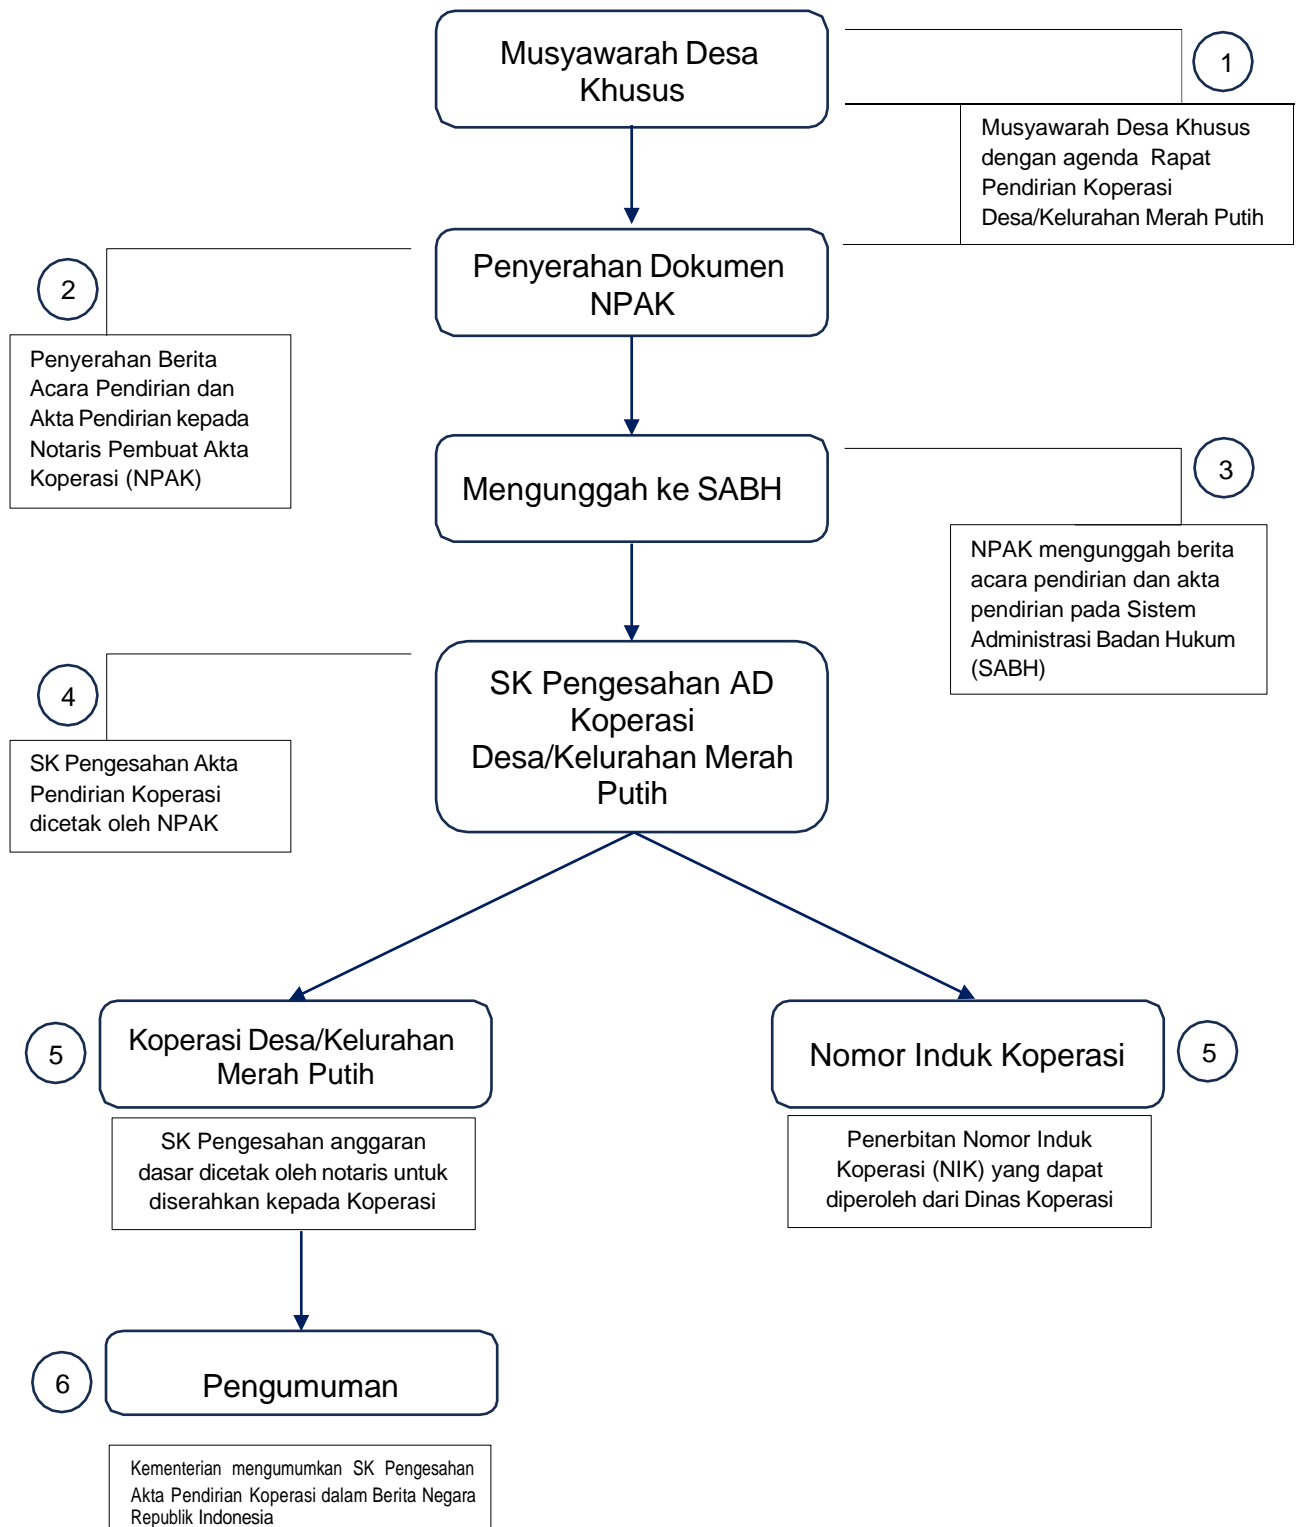 Musyawarah Desa
Khusus
1
Musyawarah Desa Khusus
dengan agenda Rapat
Pendirian Koperasi
Desa/Kelurahan Merah Putih
Penyerahan Dokumen
NPAK
2
Penyerahan Berita
Acara Pendirian dan
Akta Pendirian kepada
Notaris Pembuat Akta
Koperasi (NPAK)
Mengunggah ke SABH
3
NPAK mengunggah berita
acara pendirian dan akta
pendirian pada Sistem
Administrasi Badan Hukum
(SABH)
SK Pengesahan AD
Koperasi
Desa/Kelurahan Merah
Putih
4
SK Pengesahan Akta
Pendirian Koperasi
dicetak oleh NPAK
5
Koperasi Desa/Kelurahan
Merah Putih
SK Pengesahan anggaran
dasar dicetak oleh notaris untuk
diserahkan kepada Koperasi
Nomor Induk Koperasi
5
Penerbitan Nomor Induk
Koperasi (NIK) yang dapat
diperoleh dari Dinas Koperasi
6
Pengumuman
Kementerian mengumumkan SK Pengesahan
Akta Pendirian Koperasi dalam Berita Negara
Republik Indonesia